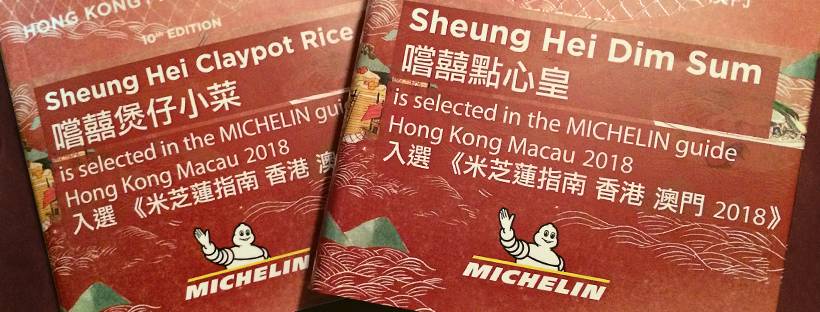 HONG KONG
10th EDITION
Sheung Hei Claypot Rice
嚐囍煲仔小菜
is selected in the MICHELIN gui
Hong Kong Macau 2018
入選 《米芝蓮指南 香港
MICHELIN
Sheung Hei Dim Sum
嚐囍點心皇
is selected in the MICHELIN guide
Hong Kong Macau 2018
入選 《米芝蓮指南 香港 澳門 2018》
MICHELIN